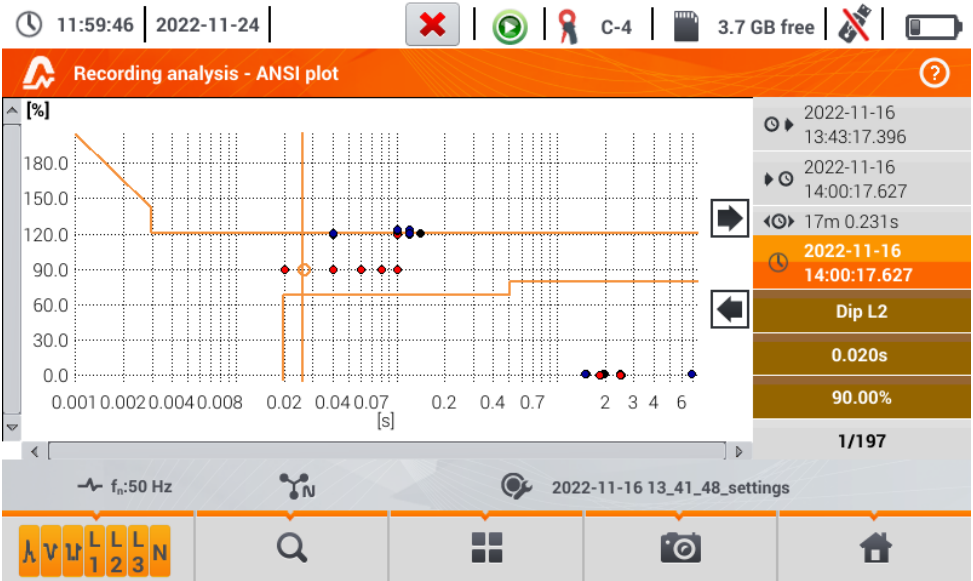 11:59:46 2022-11-24 C-4 3.7 GB free
Recording analysis - ANSI plot ?
[%]
180.0
150.0
120.0
90.0
60.0
30.0
0.0
0.001 0.002 0.004 0.008 0.02 0.04 0.07 0.2 0.4 0.7 2 3 4 6
[s]
2022-11-16
13:43:17.396
2022-11-16
14:00:17.627
17m 0.231s
2022-11-16
14:00:17.627
Dip L2
0.020s
90.00%
1/197
fn:50 Hz N 2022-11-16 13_41_48_settings
L L L N
1 2 3